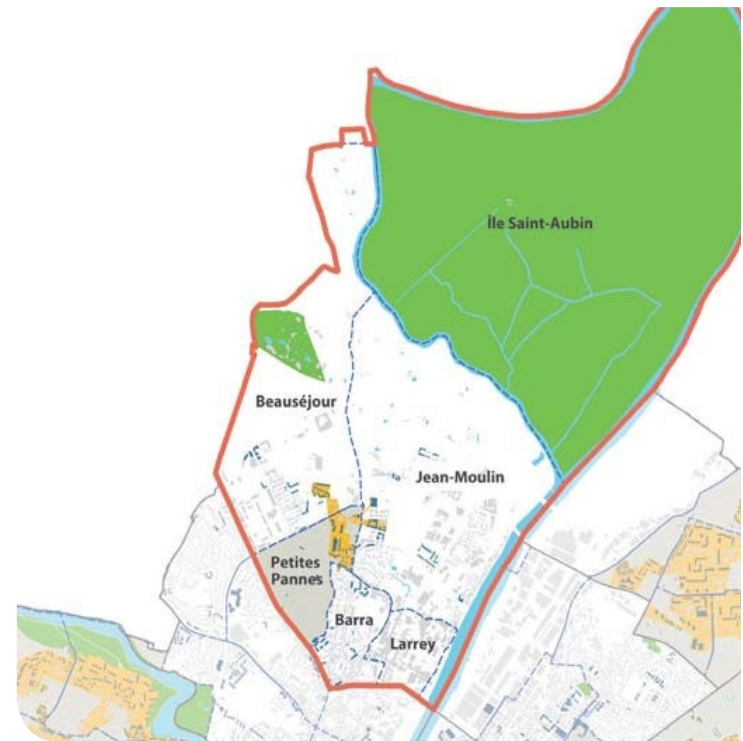 Île Saint-Aubin
Beauséjour
Jean-Moulin
Petites
Pannes
Barra
Larrey